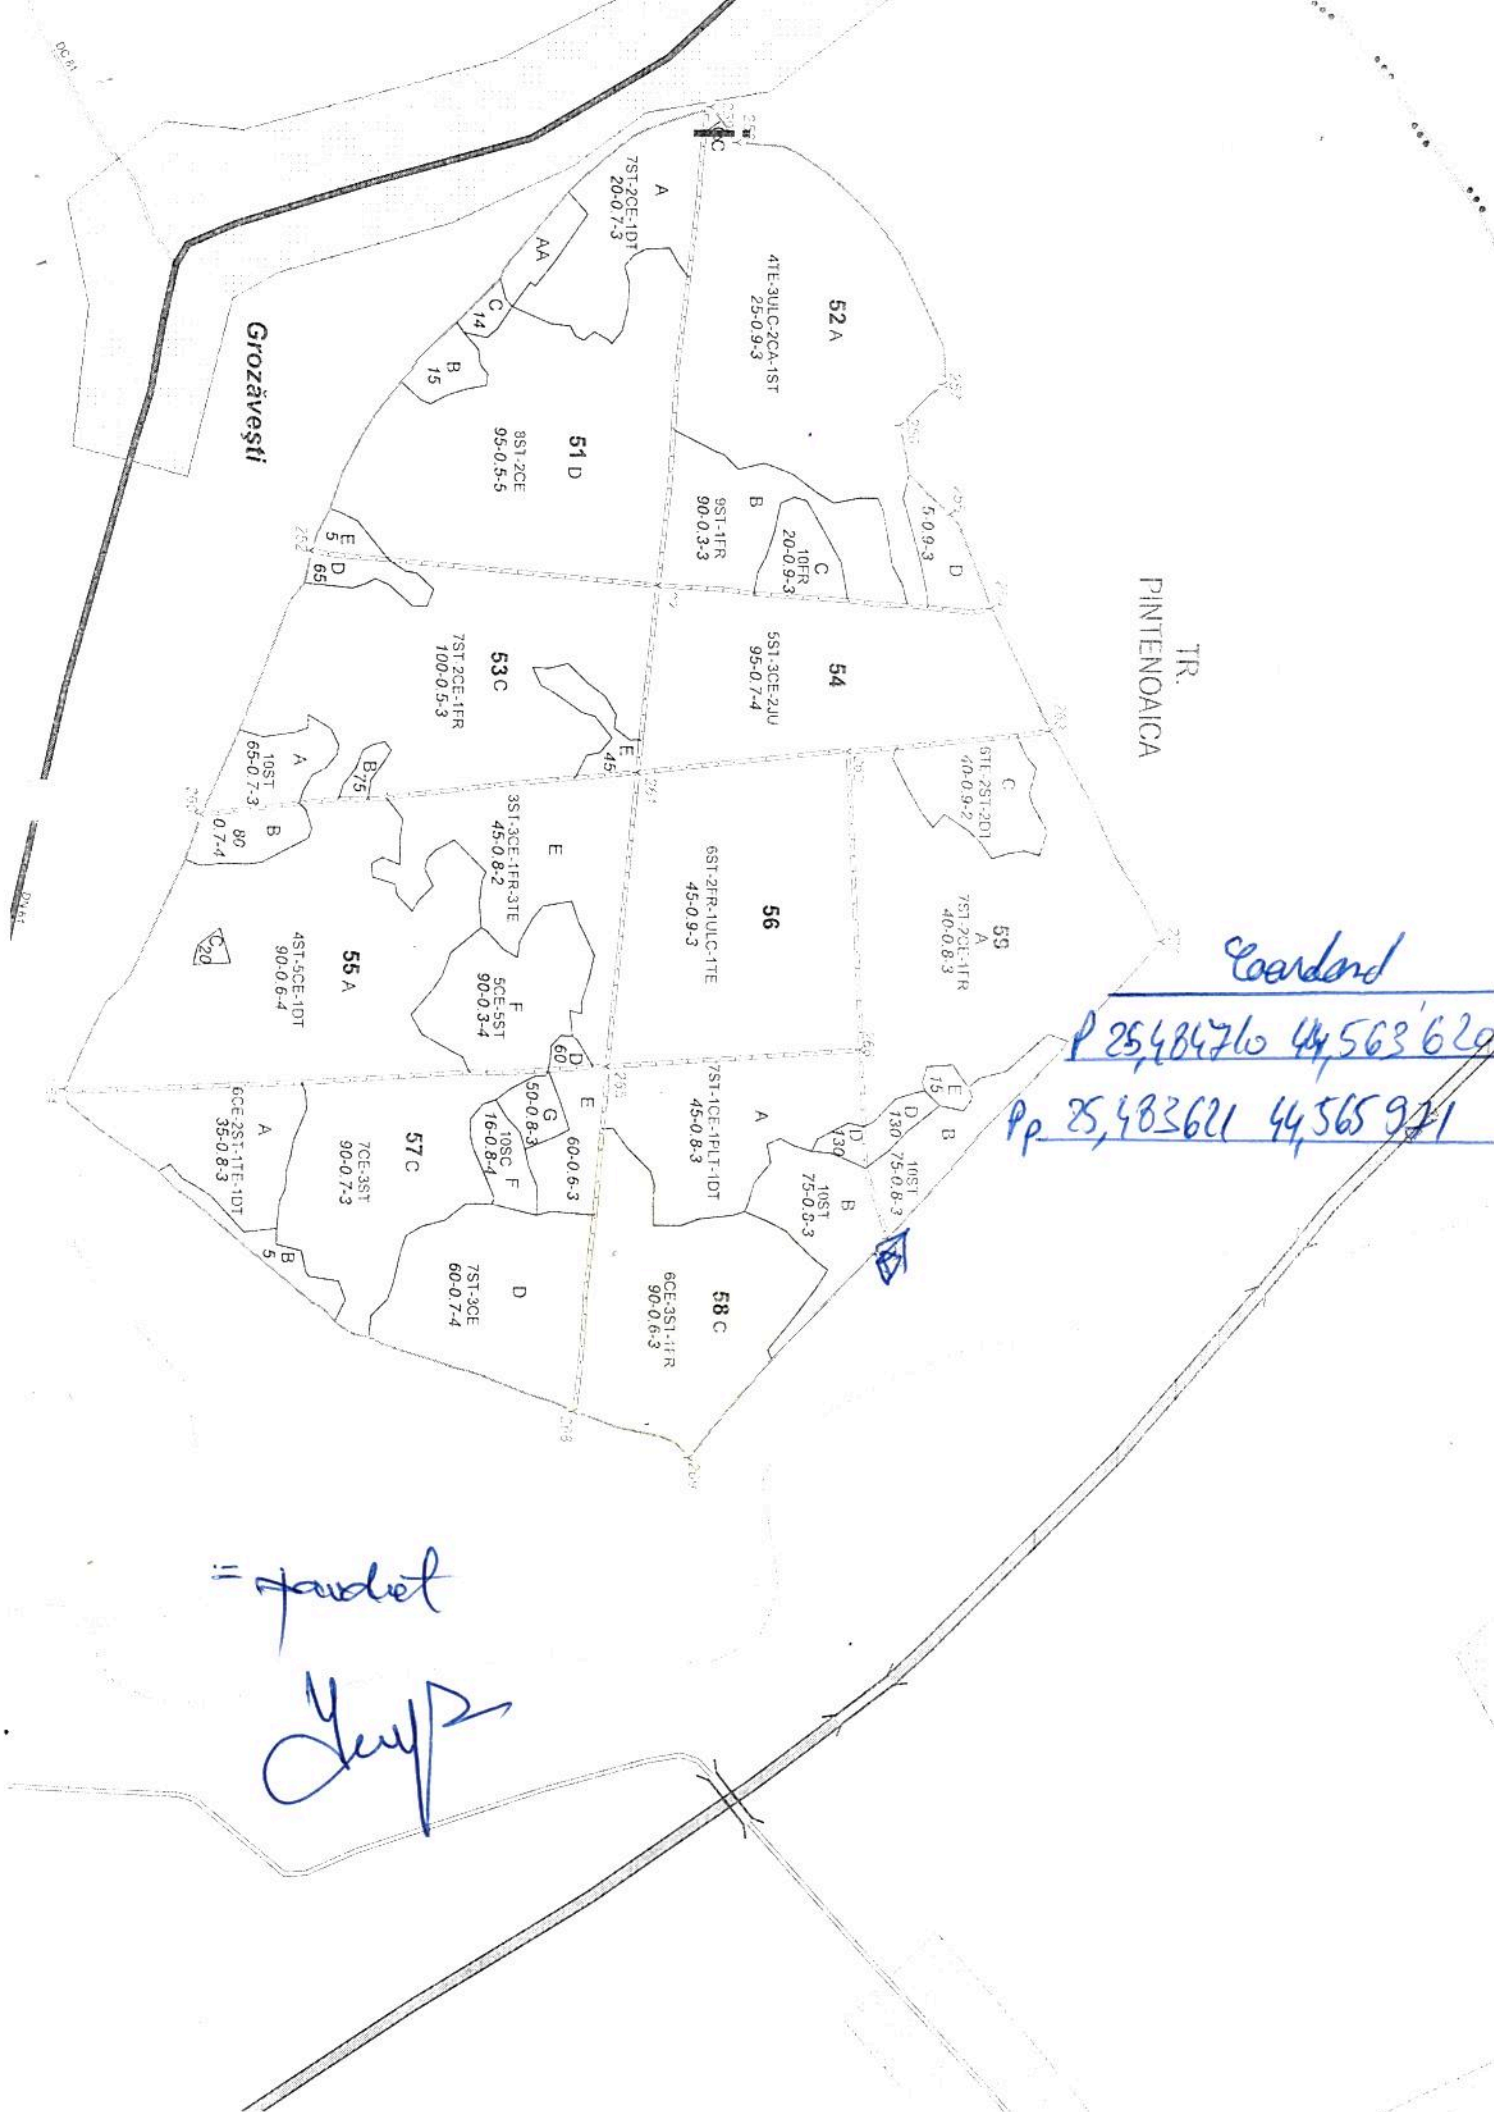 TR.
PINTENOAICA
52 A
4TE-3ULC-2CA-1ST
25-0.9-3
D
5-0.9-3
C
10FR
20-0.9-3
B
9ST-1FR
90-0.3-3
A
7ST-2CE-1DT
20-0.7-3
AA
C
14
B
15
51 D
8ST-2CE
95-0.5-5
E
5
D
65
Grozăvești
54
5ST-3CE-2JU
95-0.7-4
53 C
7ST-2CE-1FR
100-0.5-3
E
45
A
10ST
65-0.7-3
B 75
B
80
0.7-4
C
6TE-2ST-2DT
40-0.9-2
59
A
7ST-2CE-1FR
40-0.8-3
56
6ST-2FR-1ULC-1TE
45-0.9-3
E
3ST-3CE-1FR-3TE
45-0.8-2
F
5CE-5ST
90-0.3-4
D
60
55 A
4ST-5CE-1DT
90-0.6-4
C
20
E
15
D
130
D
130
B
10ST
75-0.8-3
A
7ST-1CE-1PLT-1DT
45-0.8-3
B
10ST
75-0.8-3
58 C
6CE-3ST-1FR
90-0.6-3
E
60-0.6-3
G
50-0.8-3
10SC F
16-0.8-4
57 C
7CE-3ST
90-0.7-3
A
6CE-2ST-1TE-1DT
35-0.8-3
B
5
D
7ST-3CE
60-0.7-4
DC 81
DN 61
P 25,484710 44,563620
Pp 25,483621 44,565971